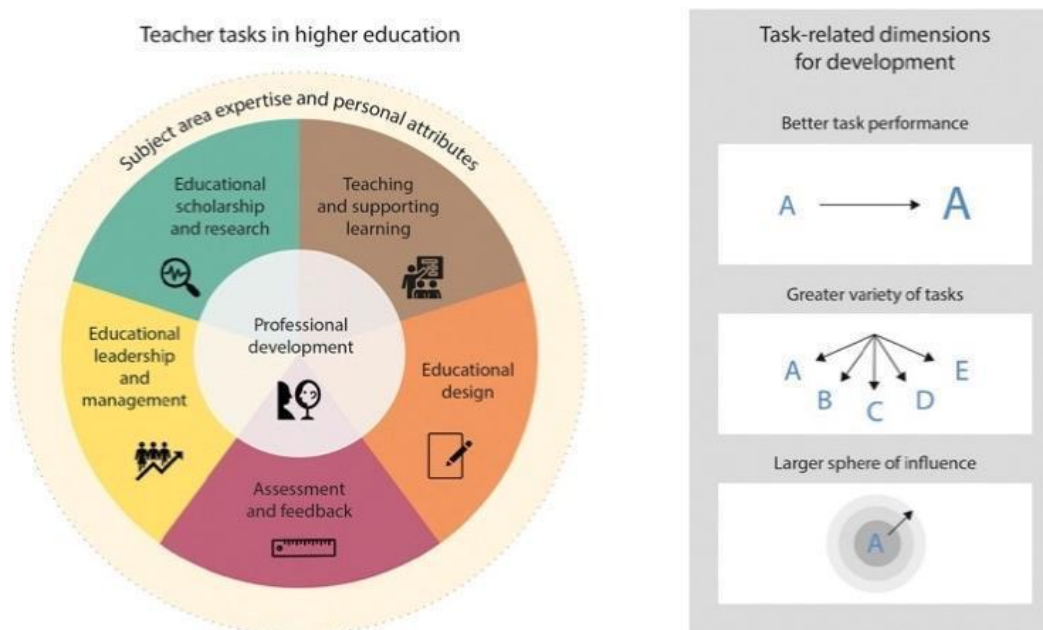 Teacher tasks in higher education
Subject area expertise and personal attributes
Educational
scholarship
and research
Teaching
and supporting
learning
Educational
leadership
and
management
Professional
development
Educational
design
Assessment
and feedback
Task-related dimensions
for development
Better task performance
A A
Greater variety of tasks
A B C D E
Larger sphere of influence
A